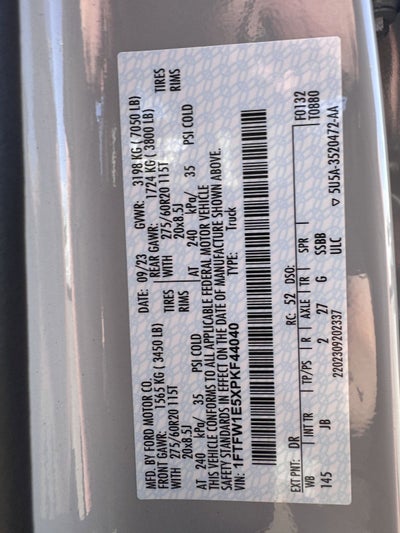 MFD. BY FORD MOTOR CO.
DATE: 09/23 GVWR: 3198 KG ( 7050 LB)
FRONT GAWR: 1565 KG ( 3450 LB) REAR GAWR: 1724 KG ( 3800 LB)
WITH 275/60R20 115T TIRES WITH 275/60R20 115T TIRES
20x8.5J RIMS 20x8.5J RIMS
AT 240 kPa/ 35 PSI COLD AT 240 kPa/ 35 PSI COLD
THIS VEHICLE CONFORMS TO ALL APPLICABLE FEDERAL MOTOR VEHICLE
SAFETY STANDARDS IN EFFECT ON THE DATE OF MANUFACTURE SHOWN ABOVE.
VIN: 1FTFW1E5XPKF44040 TYPE: Truck
EXT PNT: DR RC: 52 DSO: F0132
WB INT TR TP/PS R AXLE TR SPR T0880
145 JB 2 27 G SSBB
2202309202337 ULC ▽ 5U5A-3520472-AA